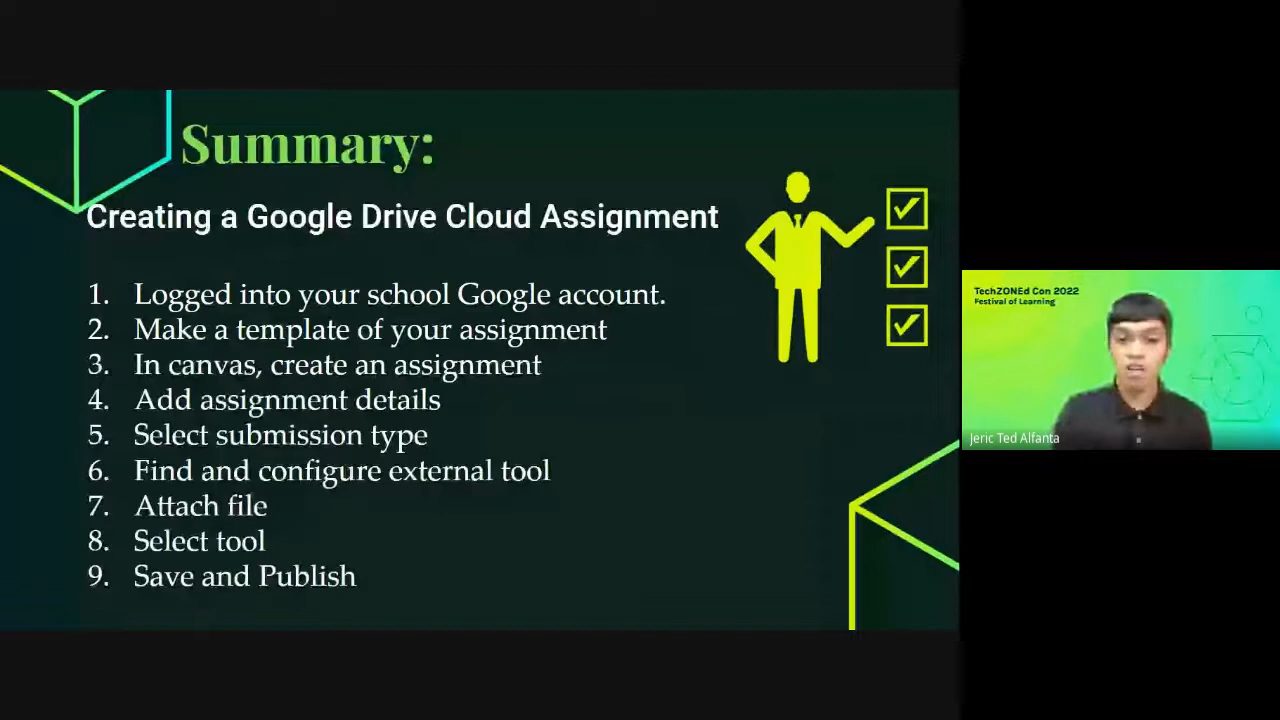 Summary:
Creating a Google Drive Cloud Assignment
1. Logged into your school Google account.
2. Make a template of your assignment
3. In canvas, create an assignment
4. Add assignment details
5. Select submission type
6. Find and configure external tool
7. Attach file
8. Select tool
9. Save and Publish
TechZONEd Con 2022
Festival of Learning
Jeric Ted Alfanta